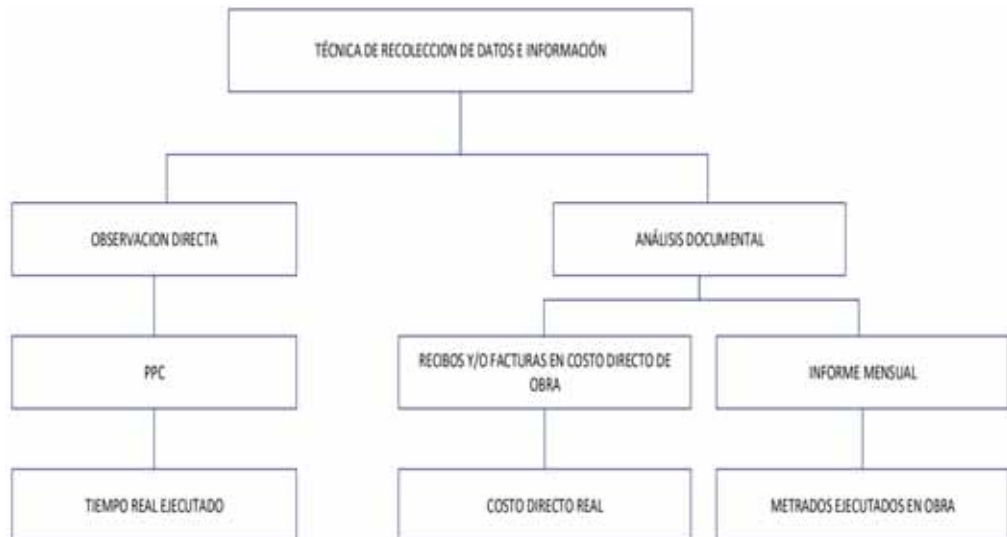 TÉCNICA DE RECOLECCION DE DATOS E INFORMACIÓN
OBSERVACION DIRECTA
ANÁLISIS DOCUMENTAL
PPC
RECIBOS Y/O FACTURAS EN COSTO DIRECTO DE
OBRA
INFORME MENSUAL
TIEMPO REAL EJECUTADO
COSTO DIRECTO REAL
METRADOS EJECUTADOS EN OBRA